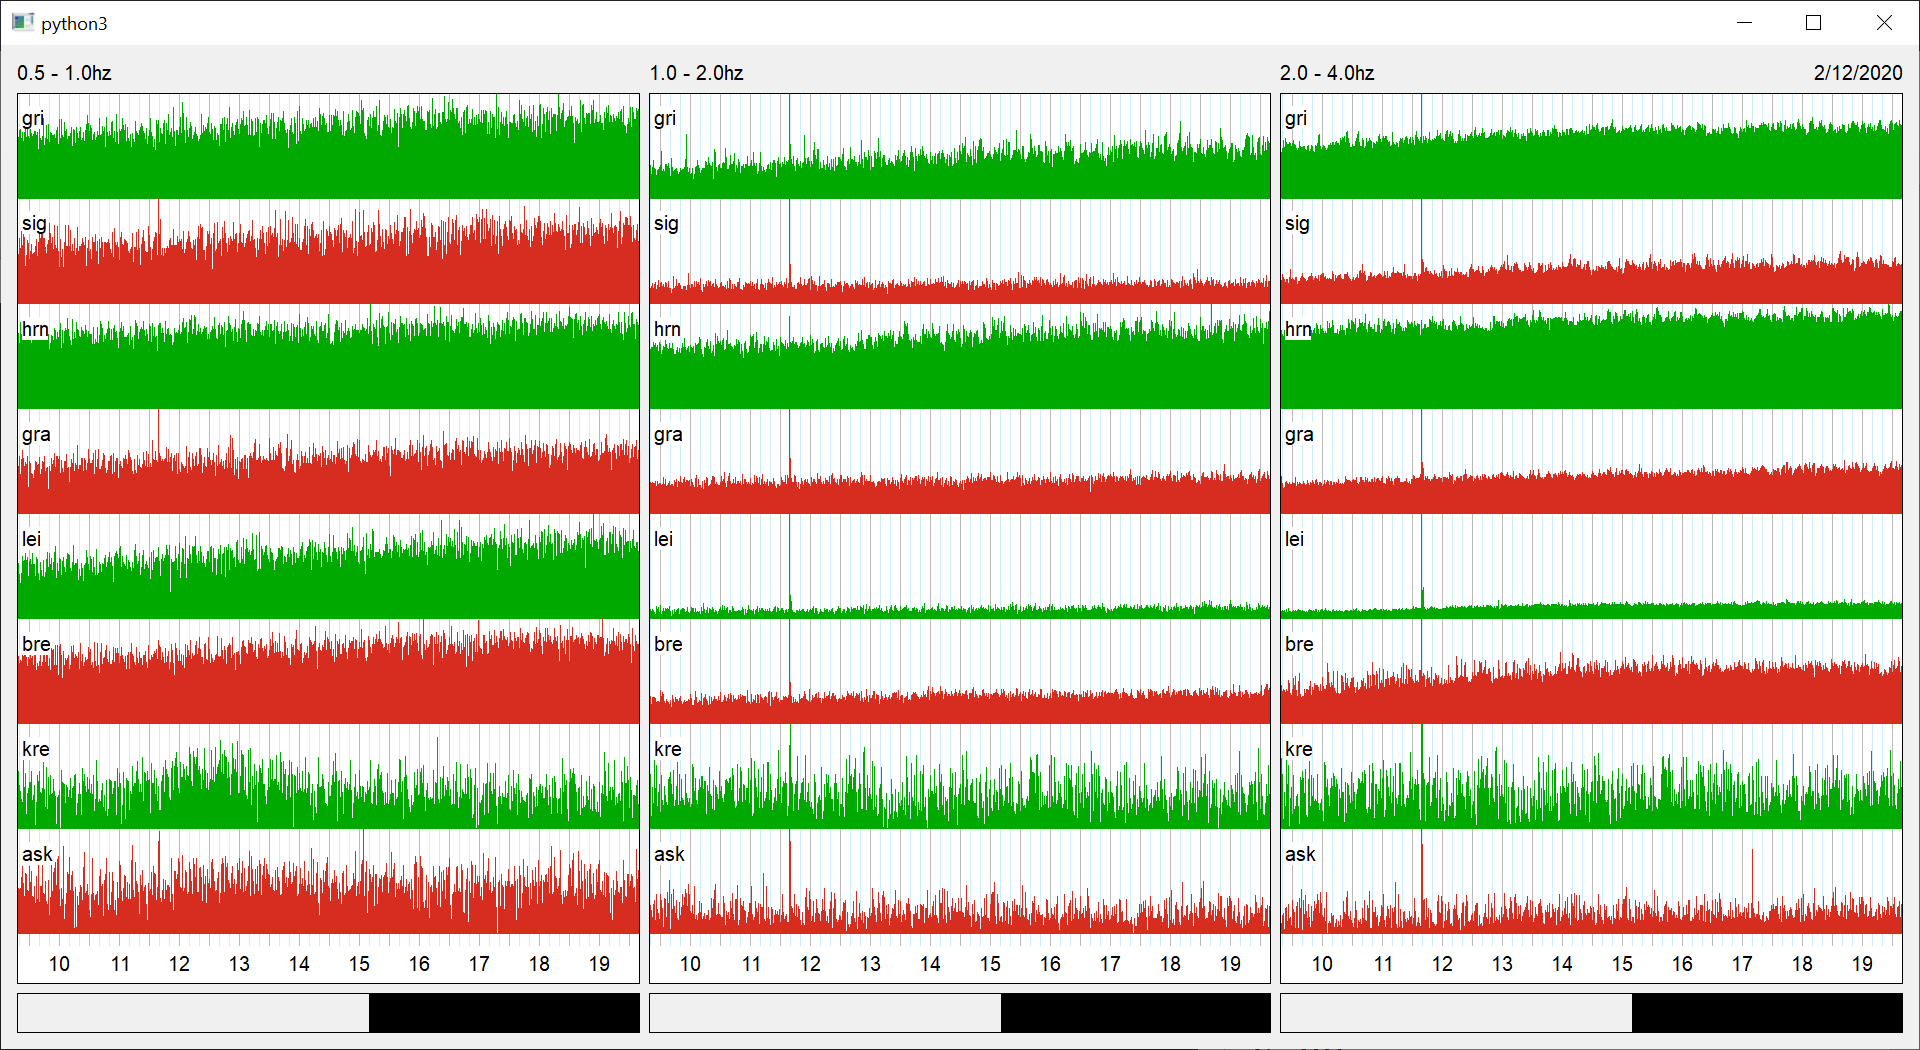 python3
0.5 - 1.0hz
1.0 - 2.0hz
2.0 - 4.0hz
2/12/2020
gri
sig
hrn
gra
lei
bre
kre
ask
10 11 12 13 14 15 16 17 18 19
gri
sig
hrn
gra
lei
bre
kre
ask
10 11 12 13 14 15 16 17 18 19
gri
sig
hrn
gra
lei
bre
kre
ask
10 11 12 13 14 15 16 17 18 19